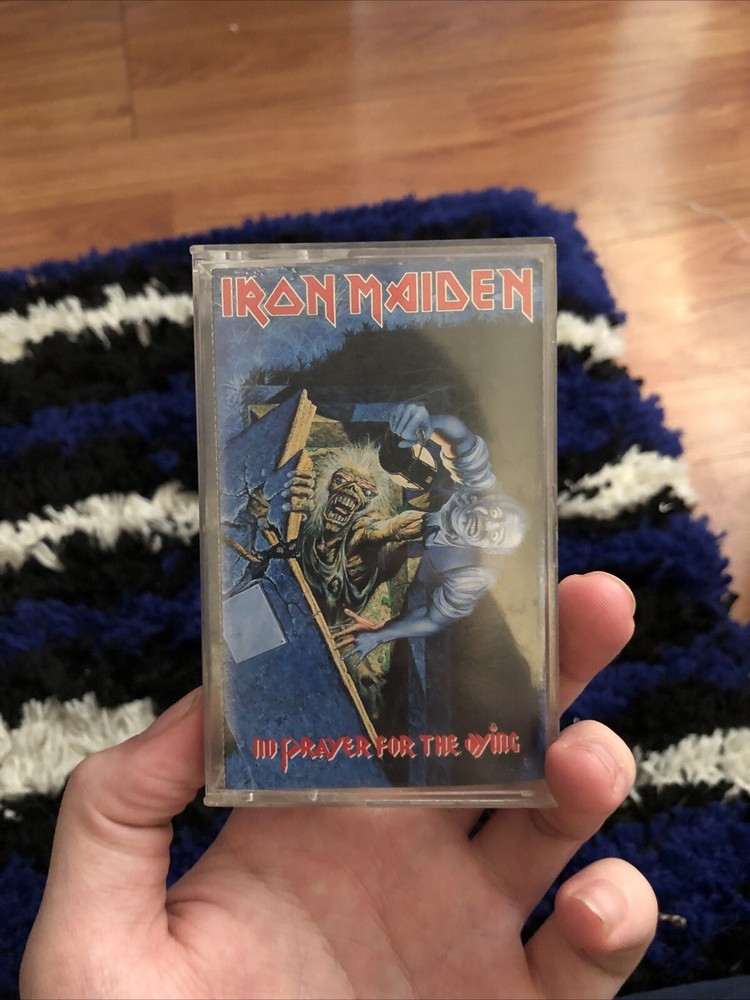 IRON MAIDEN
NO PRAYER FOR THE DYING